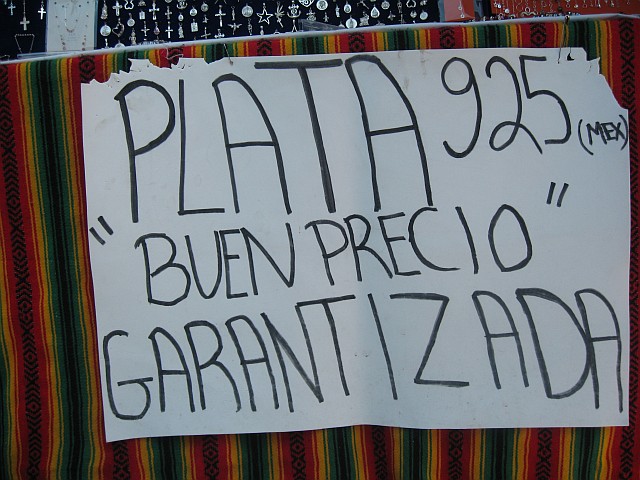 PLATA 925 (MEX)
"BUEN PRECIO"
GARANTIZADA